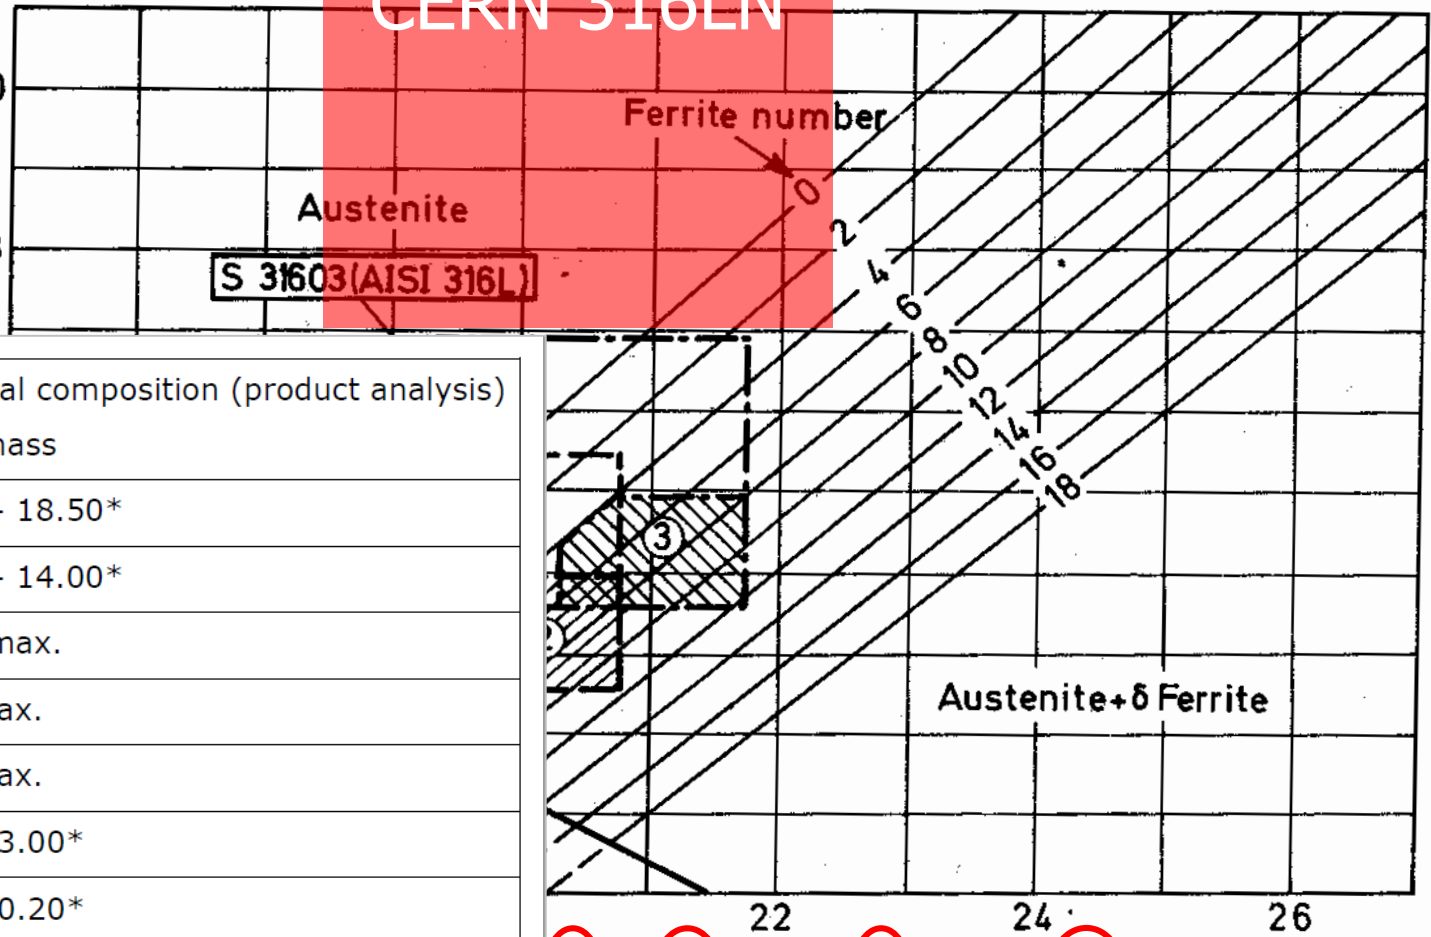 CERN 316LN
Ferrite number
Austenite
S 31603(AISI 316L)
0
2
4
6
8
10
12
14
16
18
3
Austenite+δ Ferrite
al composition (product analysis)
mass
- 18.50*
- 14.00*
max.
ax.
ax.
3.00*
0.20*
22
24
26